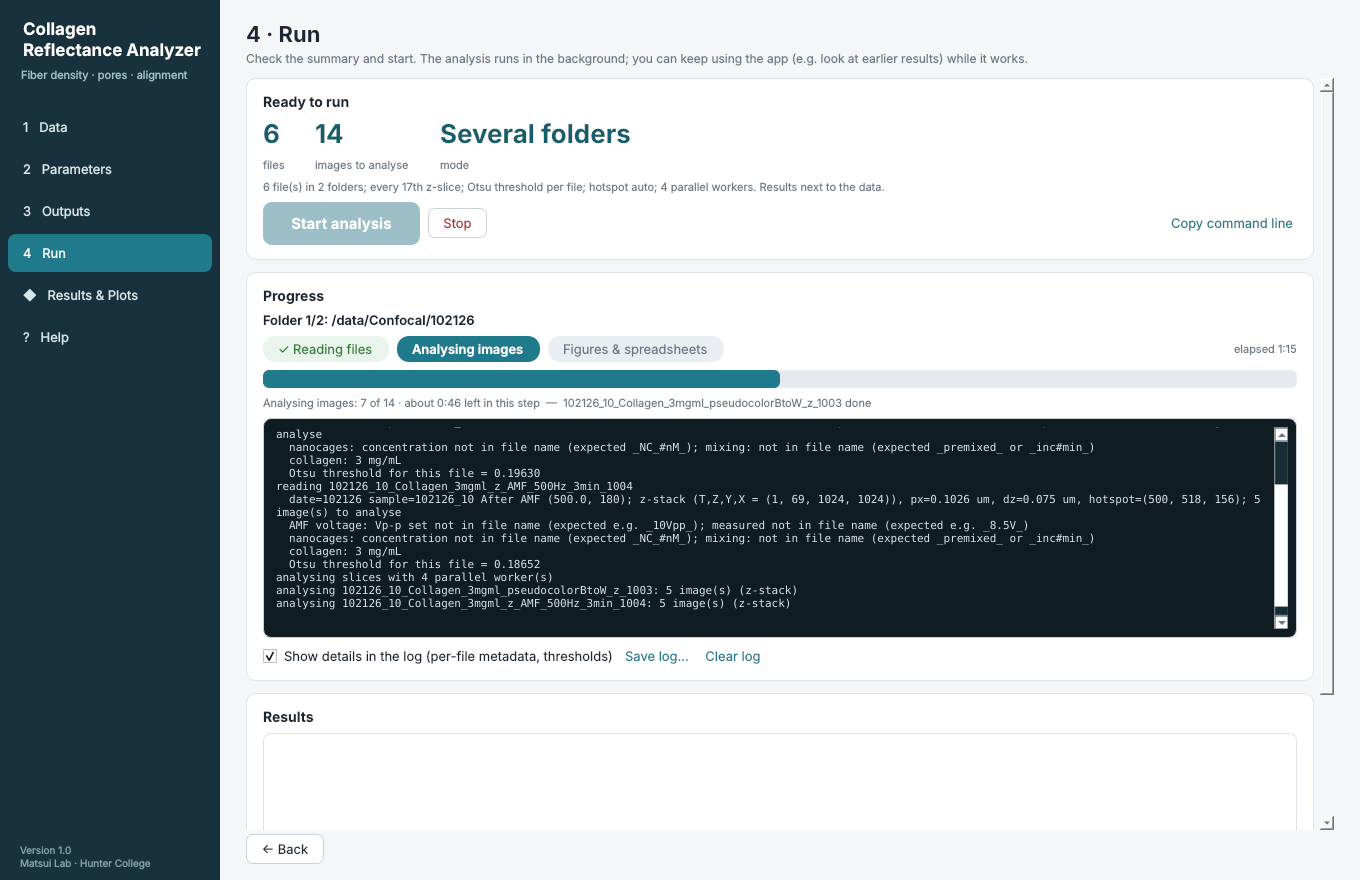 Collagen
Reflectance Analyzer
Fiber density · pores · alignment
1 Data
2 Parameters
3 Outputs
4 Run
◆ Results & Plots
? Help
Version 1.0
Matsui Lab · Hunter College
4 · Run
Check the summary and start. The analysis runs in the background; you can keep using the app (e.g. look at earlier results) while it works.
Ready to run
6 14 Several folders
files images to analyse mode
6 file(s) in 2 folders; every 17th z-slice; Otsu threshold per file; hotspot auto; 4 parallel workers. Results next to the data.
Start analysis Stop Copy command line
Progress
Folder 1/2: /data/Confocal/102126
✓ Reading files Analysing images Figures & spreadsheets elapsed 1:15
Analysing images: 7 of 14 · about 0:46 left in this step — 102126_10_Collagen_3mgml_pseudocolorBtoW_z_1003 done
analyse
nanocages: concentration not in file name (expected _NC_#nM_); mixing: not in file name (expected _premixed_ or _inc#min_)
collagen: 3 mg/mL
Otsu threshold for this file = 0.19630
reading 102126_10_Collagen_3mgml_z_AMF_500Hz_3min_1004
date=102126 sample=102126_10 After AMF (500.0, 180); z-stack (T,Z,Y,X = (1, 69, 1024, 1024)), px=0.1026 um, dz=0.075 um, hotspot=(500, 518, 156); 5
image(s) to analyse
AMF voltage: Vp-p set not in file name (expected e.g. _10Vpp_); measured not in file name (expected e.g. _8.5V_)
nanocages: concentration not in file name (expected _NC_#nM_); mixing: not in file name (expected _premixed_ or _inc#min_)
collagen: 3 mg/mL
Otsu threshold for this file = 0.18652
analysing slices with 4 parallel worker(s)
analysing 102126_10_Collagen_3mgml_pseudocolorBtoW_z_1003: 5 image(s) (z-stack)
analysing 102126_10_Collagen_3mgml_z_AMF_500Hz_3min_1004: 5 image(s) (z-stack)
Show details in the log (per-file metadata, thresholds) Save log... Clear log
Results
← Back